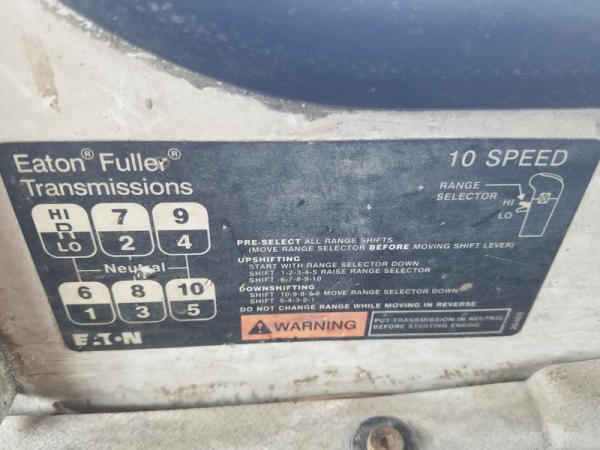 Eaton® Fuller®
Transmissions
10 SPEED
RANGE
SELECTOR
HI
LO
HI
R
LO
7
2
9
4
Neutral
6
1
8
3
10
5
EATON
PRE-SELECT ALL RANGE SHIFTS
(MOVE RANGE SELECTOR BEFORE MOVING SHIFT LEVER)
UPSHIFTING
START WITH RANGE SELECTOR DOWN
SHIFT 1-2-3-4-5 RAISE RANGE SELECTOR
SHIFT 6-7-8-9-10
DOWNSHIFTING
SHIFT 10-9-8-7-6 MOVE RANGE SELECTOR DOWN
SHIFT 5-4-3-2-1
DO NOT CHANGE RANGE WHILE MOVING IN REVERSE
WARNING
PUT TRANSMISSION IN NEUTRAL
BEFORE STARTING ENGINE